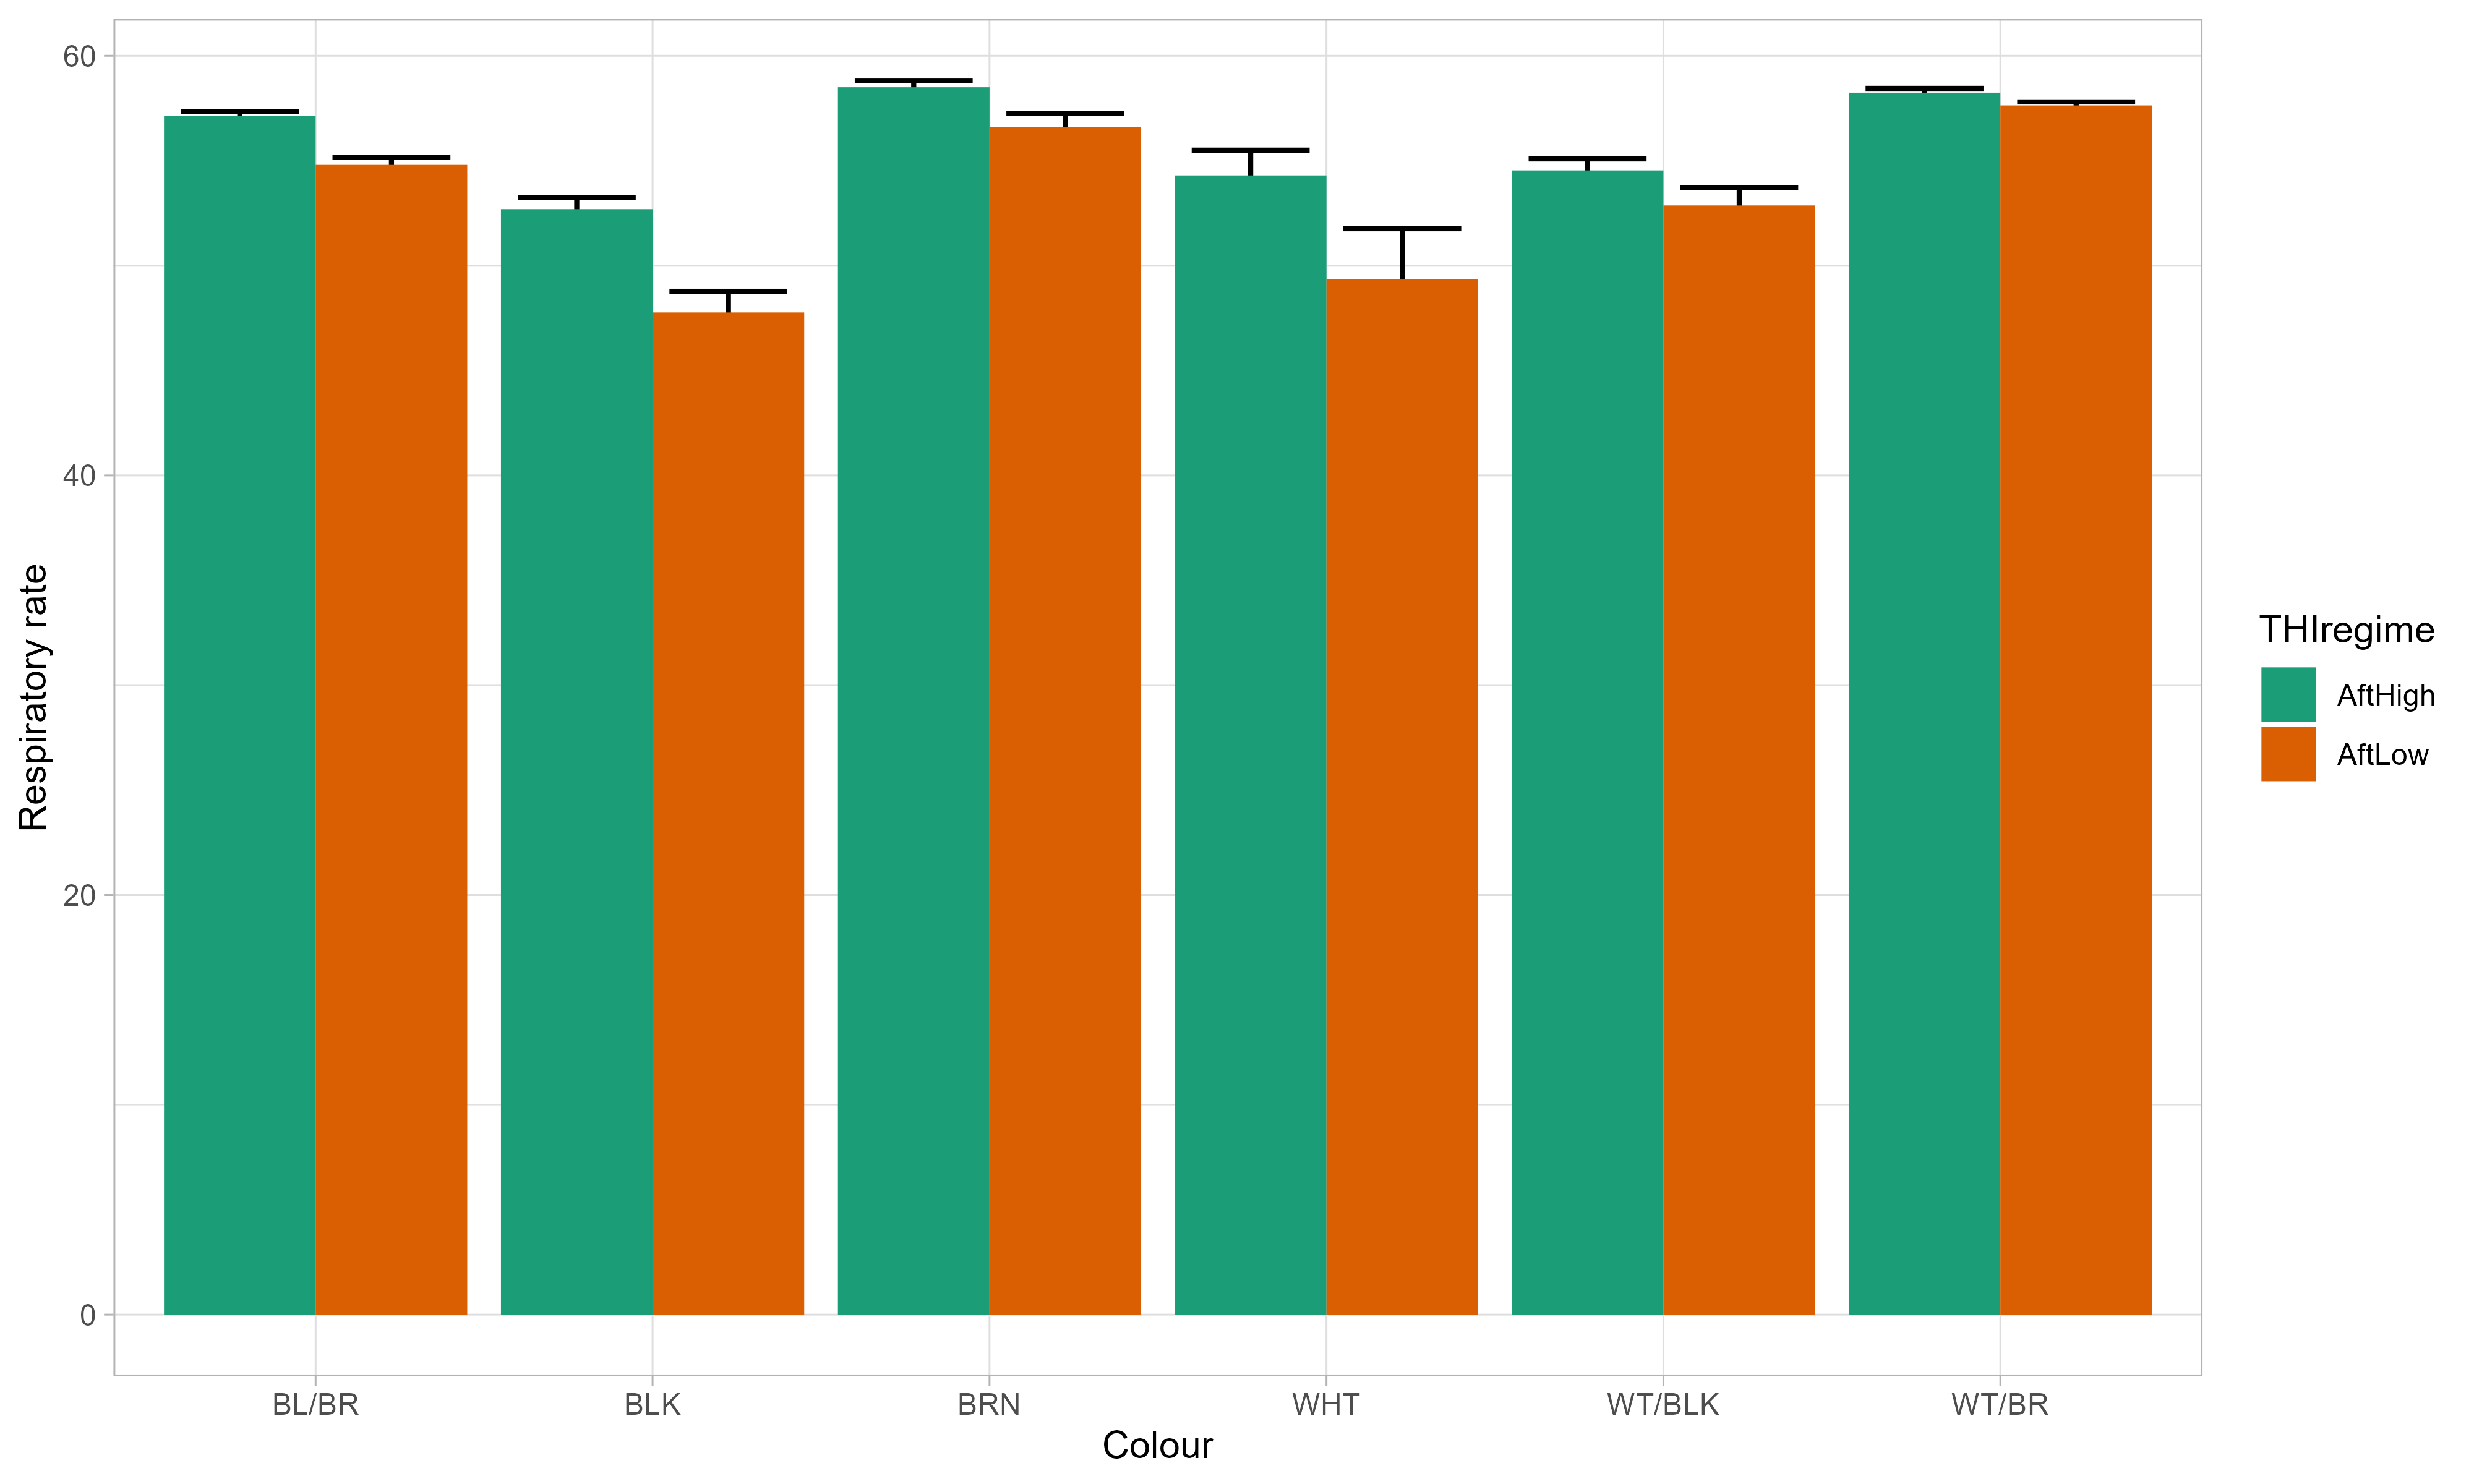 60
40
20
0
Respiratory rate
BL/BR
BLK
BRN
WHT
WT/BLK
WT/BR
Colour
THIregime
AftHigh
AftLow